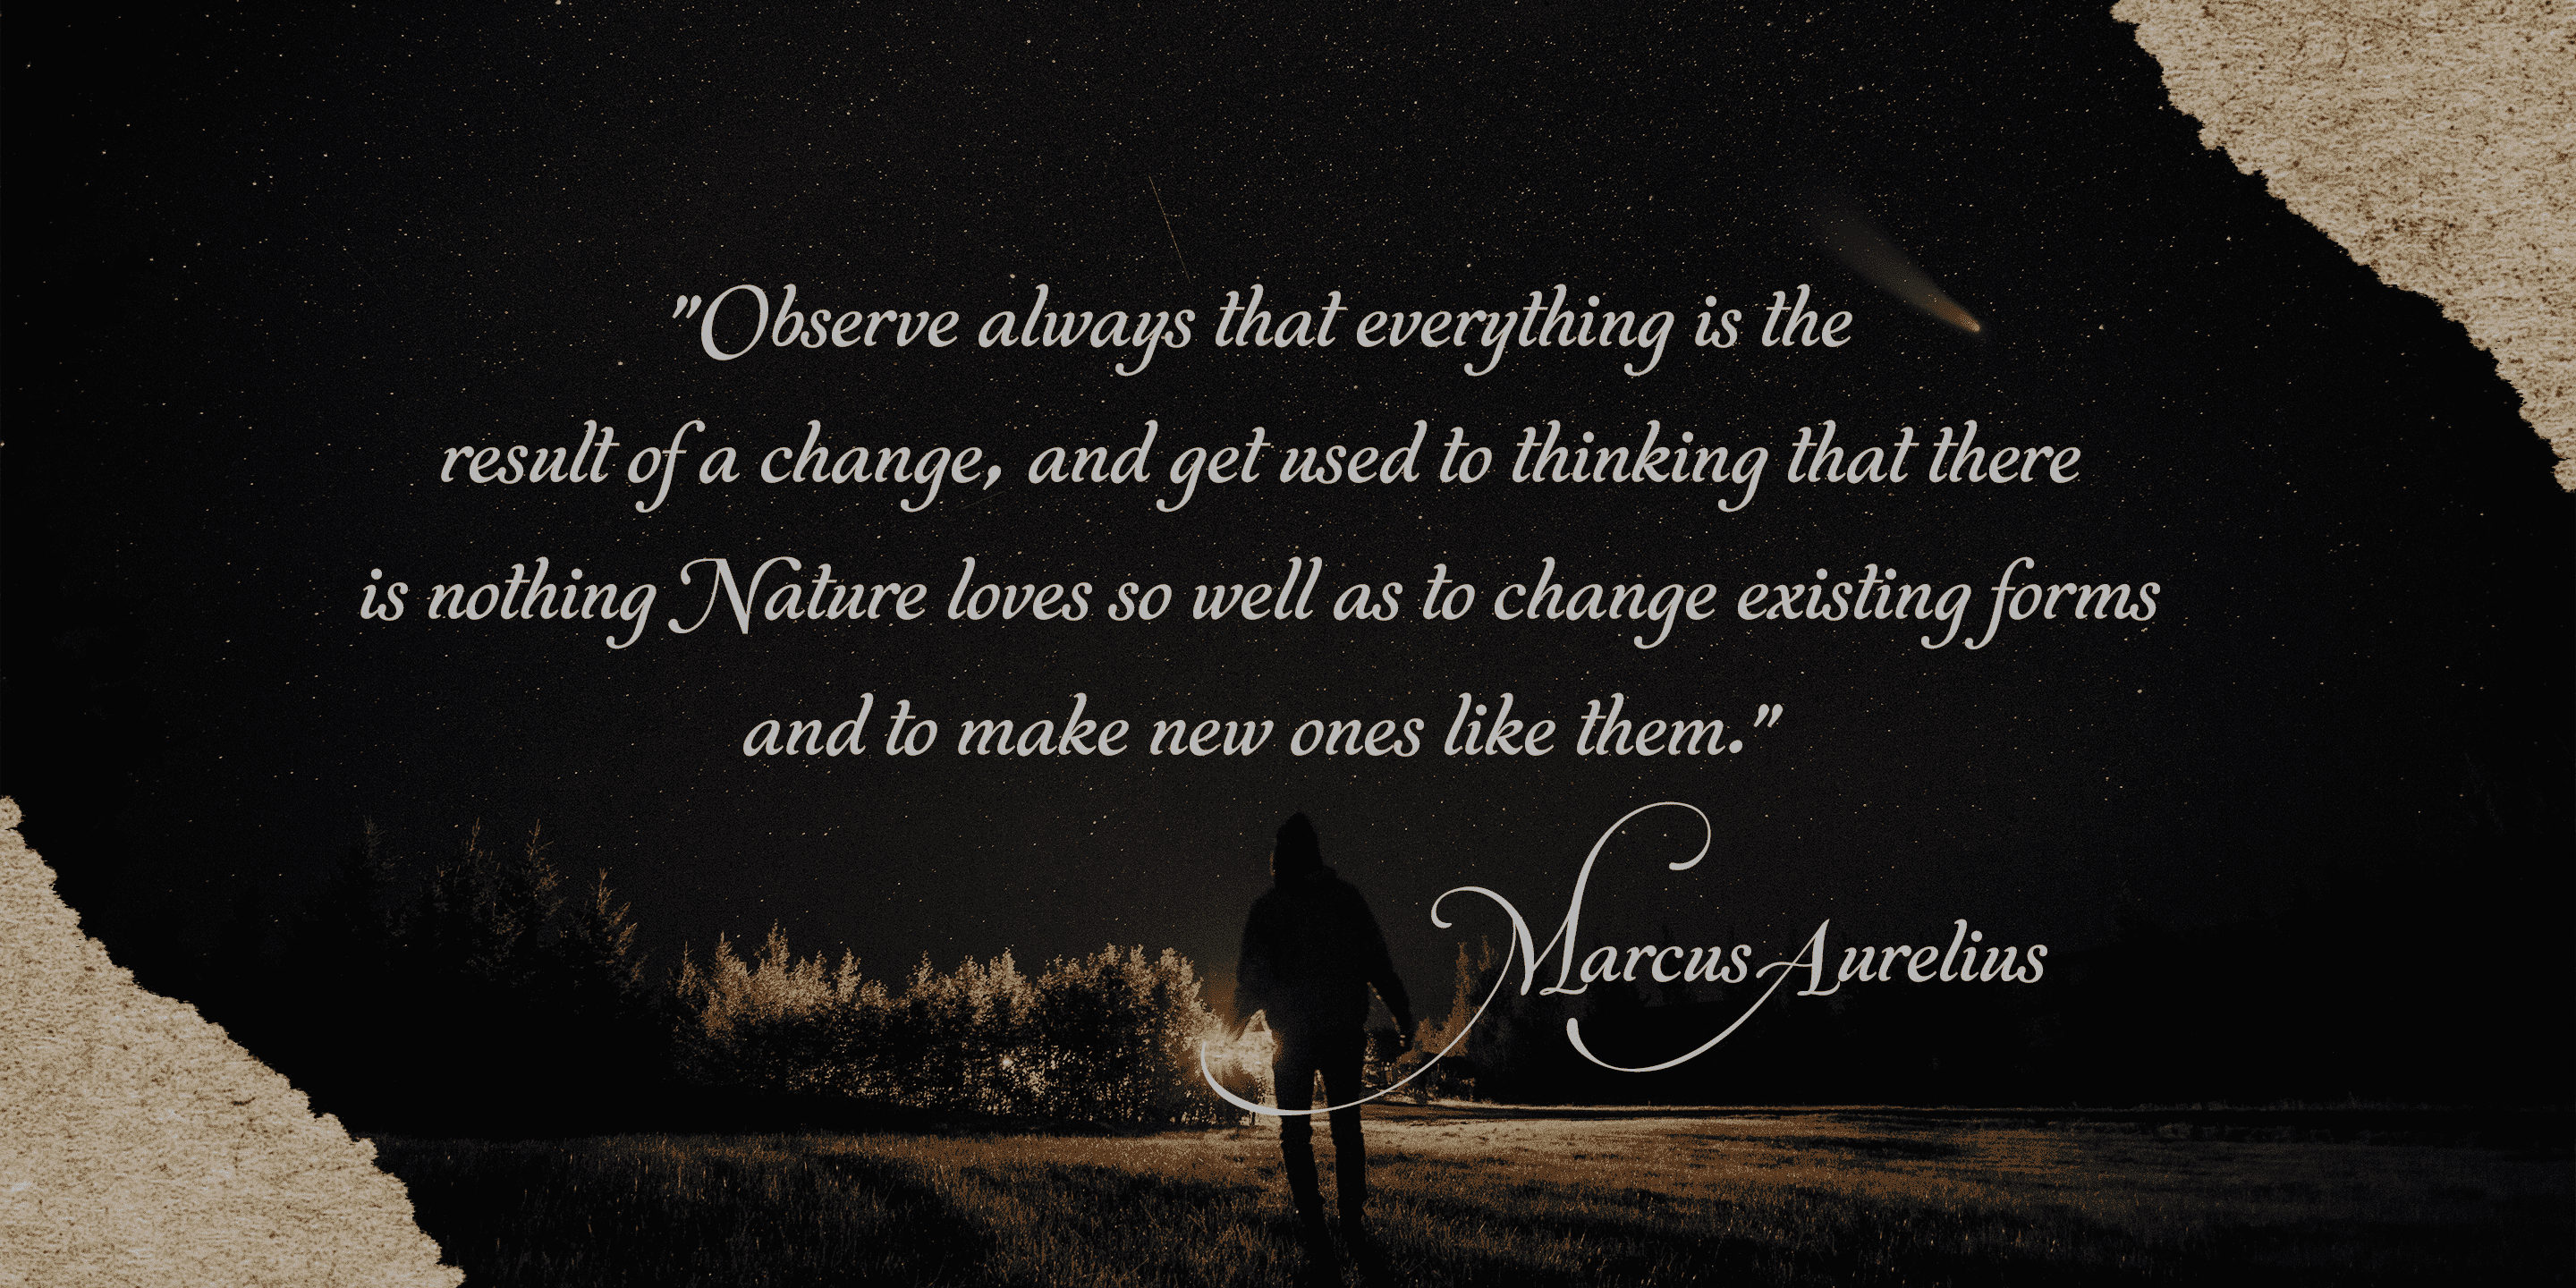 "Observe always that everything is the
result of a change, and get used to thinking that there
is nothing Nature loves so well as to change existing forms
and to make new ones like them."
Marcus Aurelius